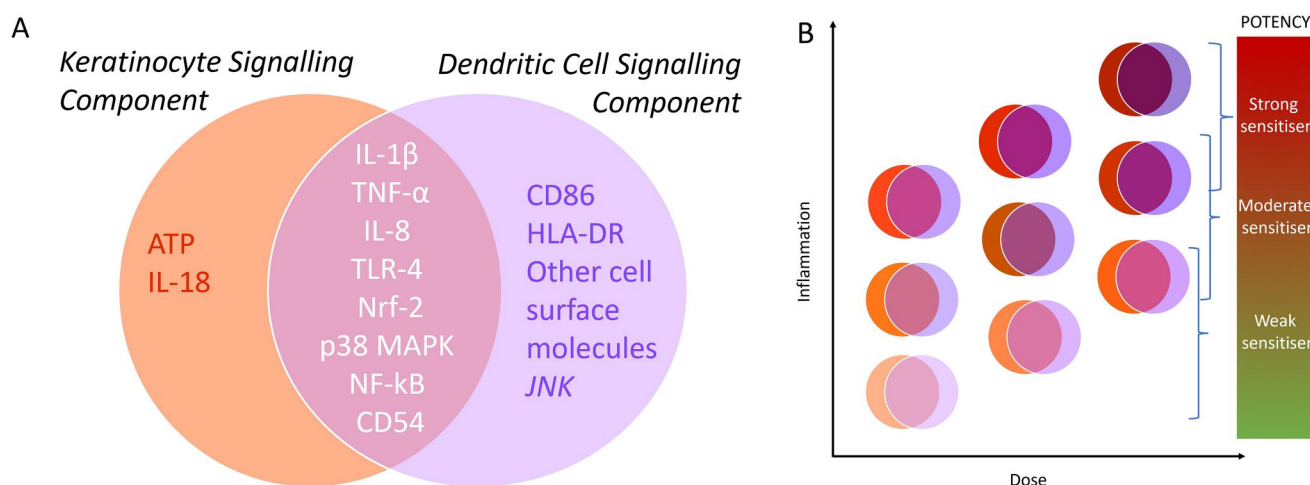 A
Keratinocyte Signalling
Component
Dendritic Cell Signalling
Component
ATP
IL-18
IL-1β
TNF-α
IL-8
TLR-4
Nrf-2
p38 MAPK
NF-kB
CD54
CD86
HLA-DR
Other cell
surface
molecules
JNK
B
Inflammation
Dose
POTENCY
Strong
sensitiser
Moderate
sensitiser
Weak
sensitiser